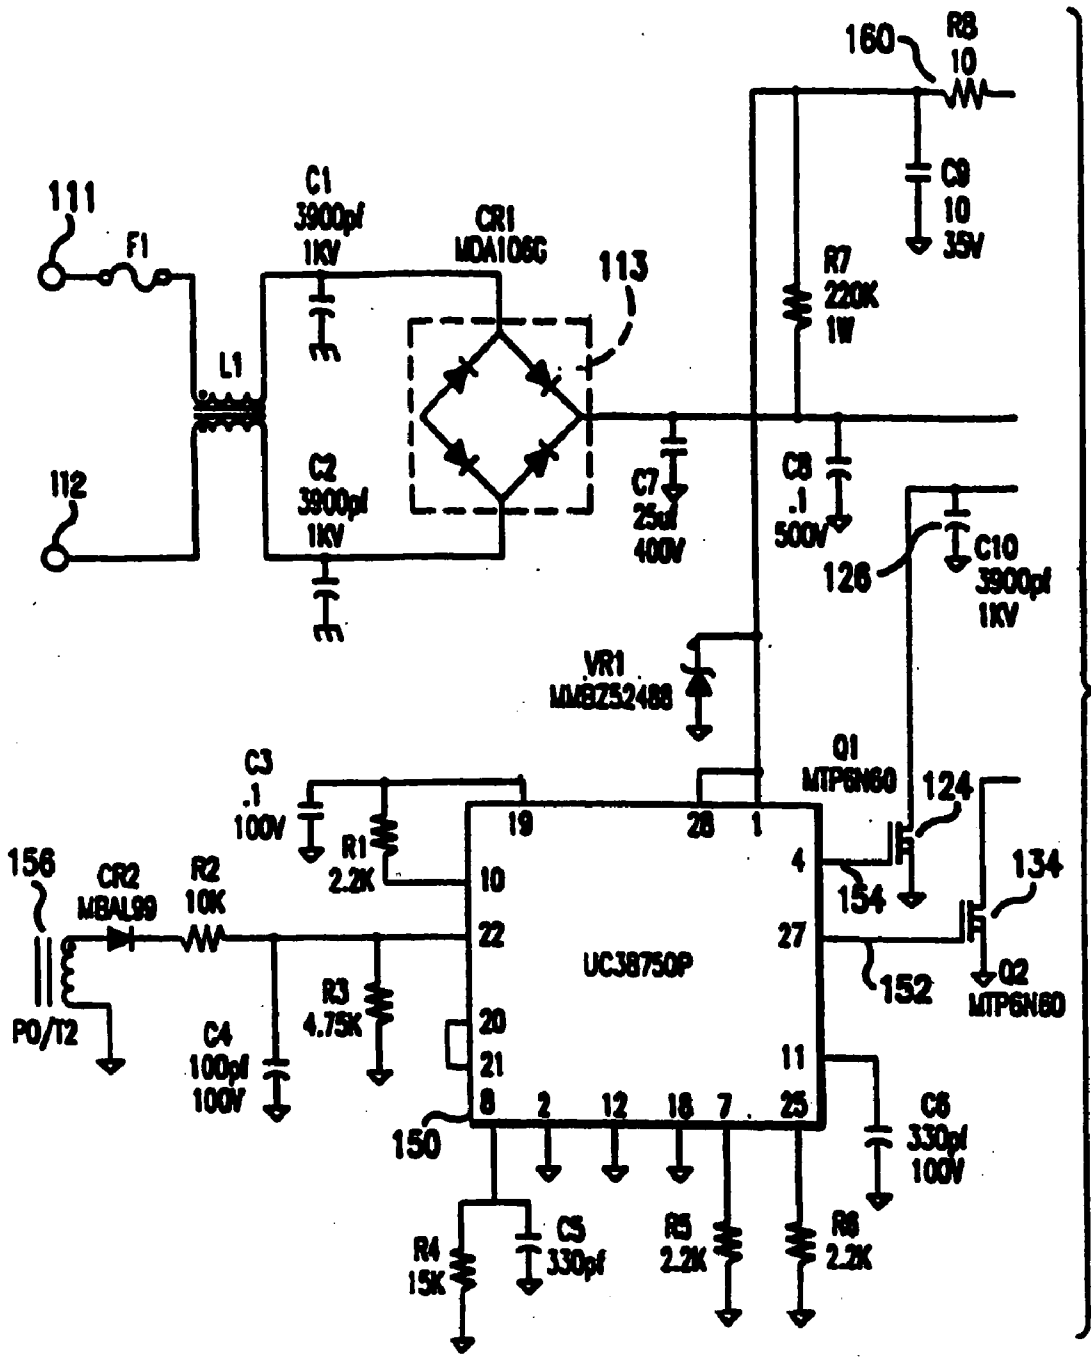 R8
10
160
C9
10
35V
R7
220K
1W
111
F1
C1
3900pf
1KV
CR1
MDA106G
113
L1
C2
3900pf
1KV
112
C7
25uf
400V
C8
.1
500V
126
C10
3900pf
1KV
VR1
MMBZ5248B
Q1
MTP6N60
124
C3
.1
100V
R1
2.2K
19
28
1
10
4
154
134
156
CR2
MBAL99
R2
10K
22
27
UC38750P
152
Q2
MTP6N60
R3
4.75K
PO/T2
C4
100pf
100V
20
21
11
8
2
12
18
7
25
150
C6
330pf
100V
R4
15K
C5
330pf
R5
2.2K
R6
2.2K